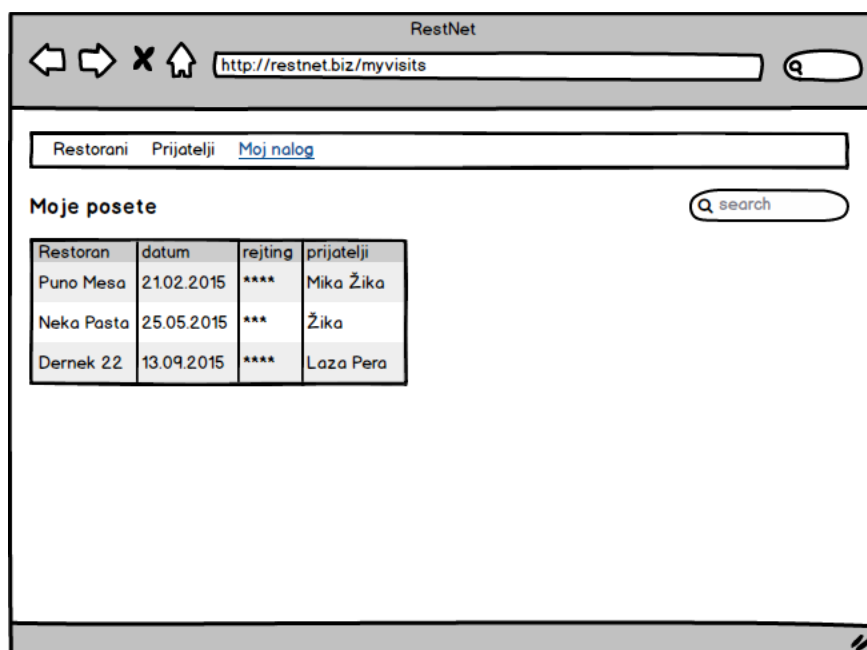 RestNet
http://restnet.biz/myvisits
Restorani Prijatelji Moj nalog
Moje posete
search
Restoran datum rejting prijatelji
Puno Mesa 21.02.2015 **** Mika Žika
Neka Pasta 25.05.2015 *** Žika
Dernek 22 13.09.2015 **** Laza Pera